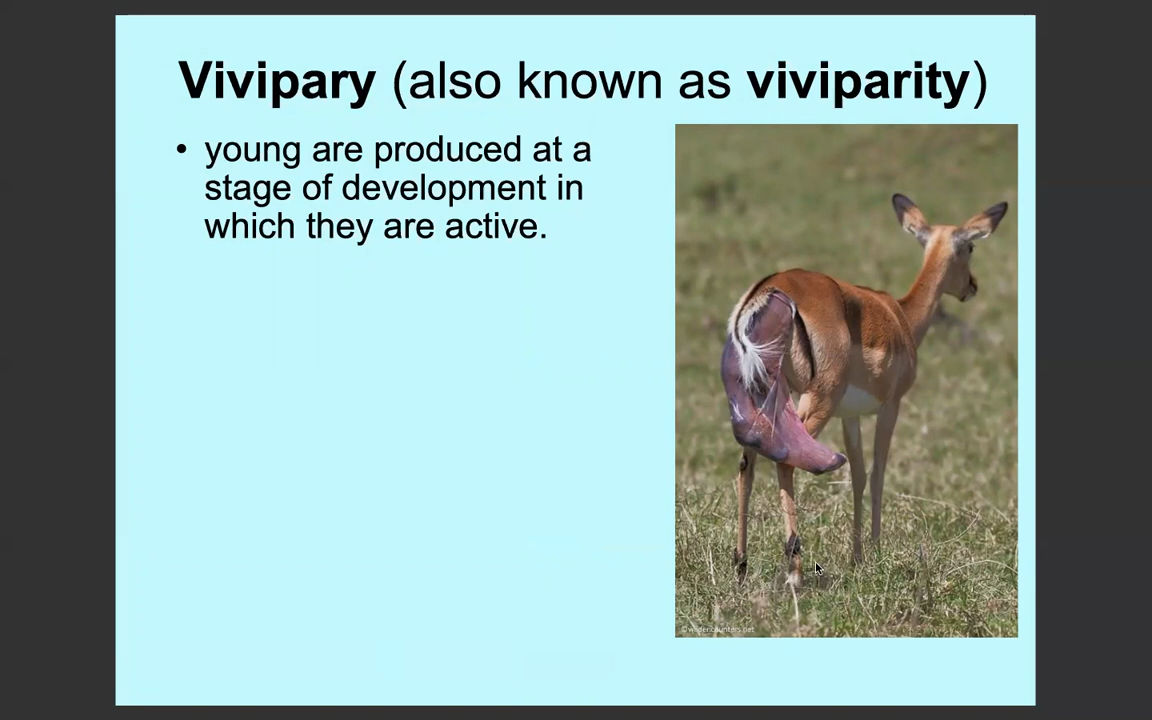 Vivipary (also known as viviparity)
• young are produced at a
stage of development in
which they are active.